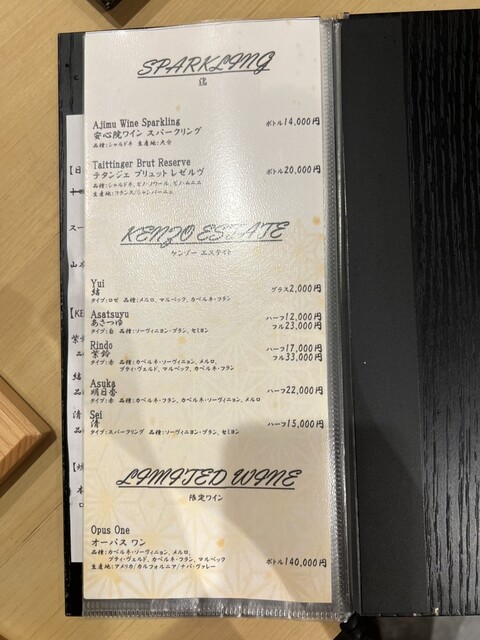 SPARKLING
泡
Ajimu Wine Sparkling
安心院ワイン スパークリング
ボトル14,000円
品種:シャルドネ 生産地:大分
Taittinger Brut Reserve
テタンジェ ブリュット レゼルヴ
ボトル20,000円
品種:シャルドネ、ピノ・ノワール、ピノ・ムニエ
生産地:フランス/シャンパーニュ
KENZO ESTATE
ケンゾー エステイト
Yui
結
グラス2,000円
タイプ:ロゼ 品種:メルロ、マルベック、カベルネ・フラン
Asatsuyu
あさつゆ
ハーフ12,000円
フル23,000円
タイプ:白 品種:ソーヴィニヨン・ブラン、セミヨン
Rindo
紫鈴
ハーフ17,000円
フル33,000円
タイプ:赤 品種:カベルネ・ソーヴィニョン、メルロ、
プティ・ヴェルド、マルベック、カベルネ・フラン
Asuka
明日香
ハーフ22,000円
タイプ:赤 品種:カベルネ・フラン、カベルネ・ソーヴィニョン、メルロ
Sei
清
ハーフ15,000円
タイプ:スパークリング 品種:ソーヴィニヨン・ブラン、セミヨン
LIMITED WINE
限定ワイン
Opus One
オーパス ワン
品種:カベルネ・ソーヴィニョン、メルロ、
プティ・ヴェルド、カベルネ・フラン、マルベック
生産地:アメリカ/カルフォルニア/ナパ・ヴァレー
ボトル140,000円
【日
スー
山本
【KE
紫
品
結
品
清
品
本